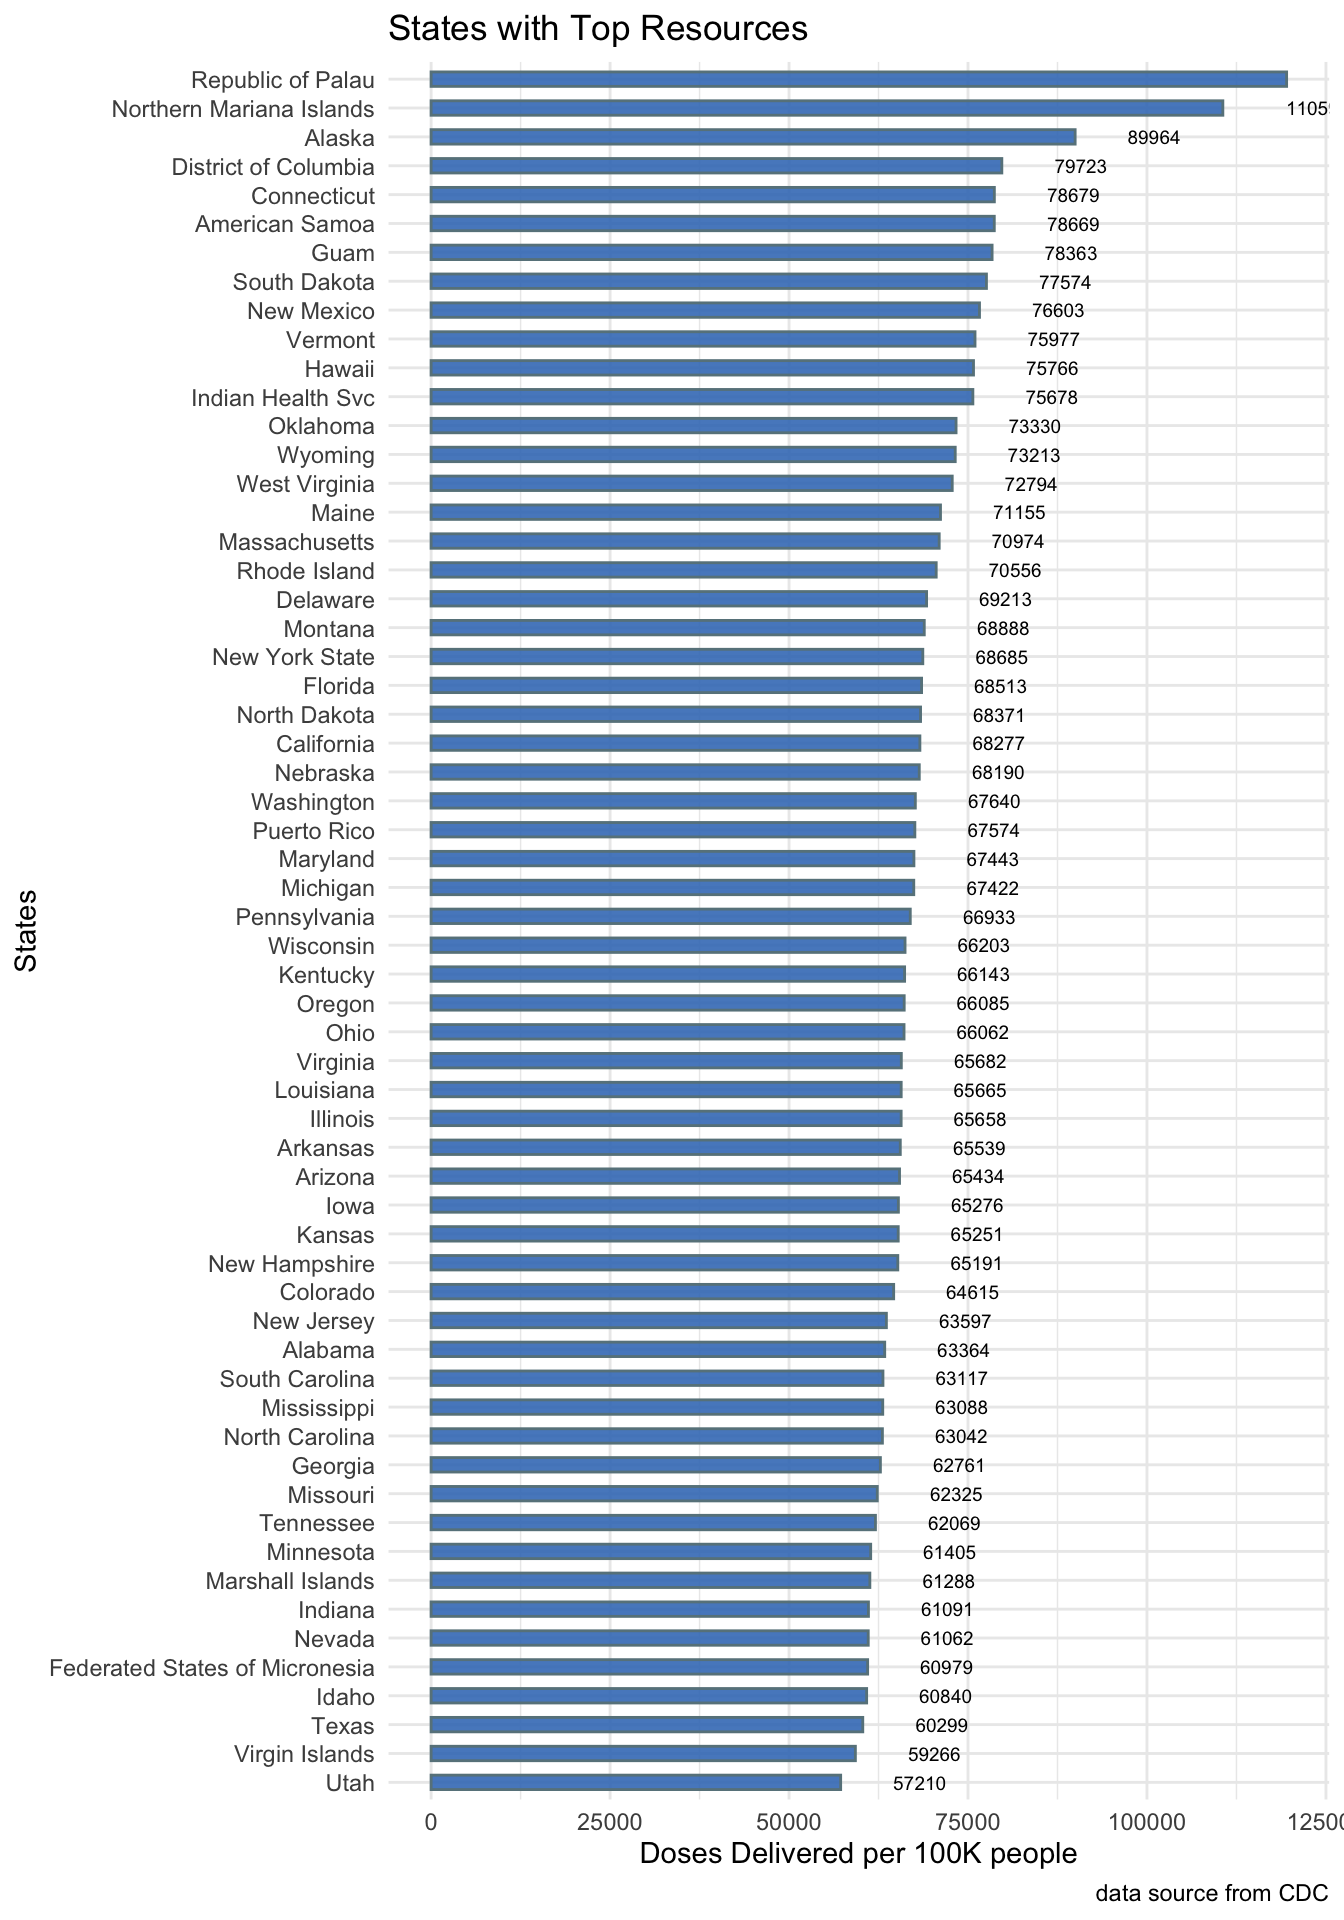 States with Top Resources
Republic of Palau
Northern Mariana Islands 1105
Alaska 89964
District of Columbia 79723
Connecticut 78679
American Samoa 78669
Guam 78363
South Dakota 77574
New Mexico 76603
Vermont 75977
Hawaii 75766
Indian Health Svc 75678
Oklahoma 73330
Wyoming 73213
West Virginia 72794
Maine 71155
Massachusetts 70974
Rhode Island 70556
Delaware 69213
Montana 68888
New York State 68685
Florida 68513
North Dakota 68371
California 68277
Nebraska 68190
Washington 67640
Puerto Rico 67574
Maryland 67443
Michigan 67422
Pennsylvania 66933
Wisconsin 66203
Kentucky 66143
Oregon 66085
Ohio 66062
Virginia 65682
Louisiana 65665
Illinois 65658
Arkansas 65539
Arizona 65434
Iowa 65276
Kansas 65251
New Hampshire 65191
Colorado 64615
New Jersey 63597
Alabama 63364
South Carolina 63117
Mississippi 63088
North Carolina 63042
Georgia 62761
Missouri 62325
Tennessee 62069
Minnesota 61405
Marshall Islands 61288
Indiana 61091
Nevada 61062
Federated States of Micronesia 60979
Idaho 60840
Texas 60299
Virgin Islands 59266
Utah 57210
States
0 25000 50000 75000 100000 12500
Doses Delivered per 100K people
data source from CDC